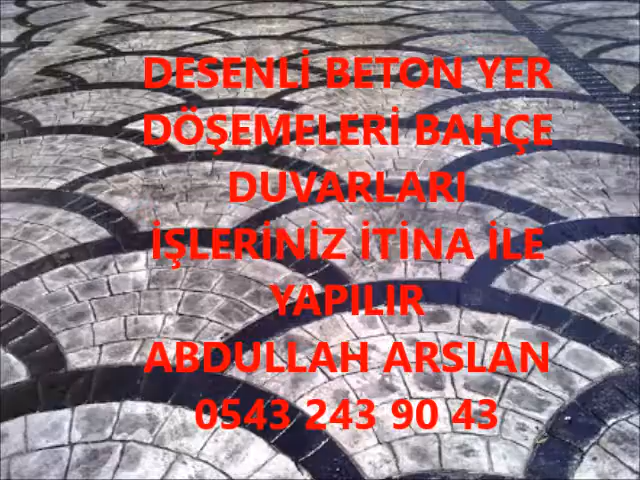 DESENLİ BETON YER
DÖŞEMELERİ BAHÇE
DUVARLARI
İŞLERİNİZ İTİNA İLE
YAPILIR
ABDULLAH ARSLAN
0543 243 90 43